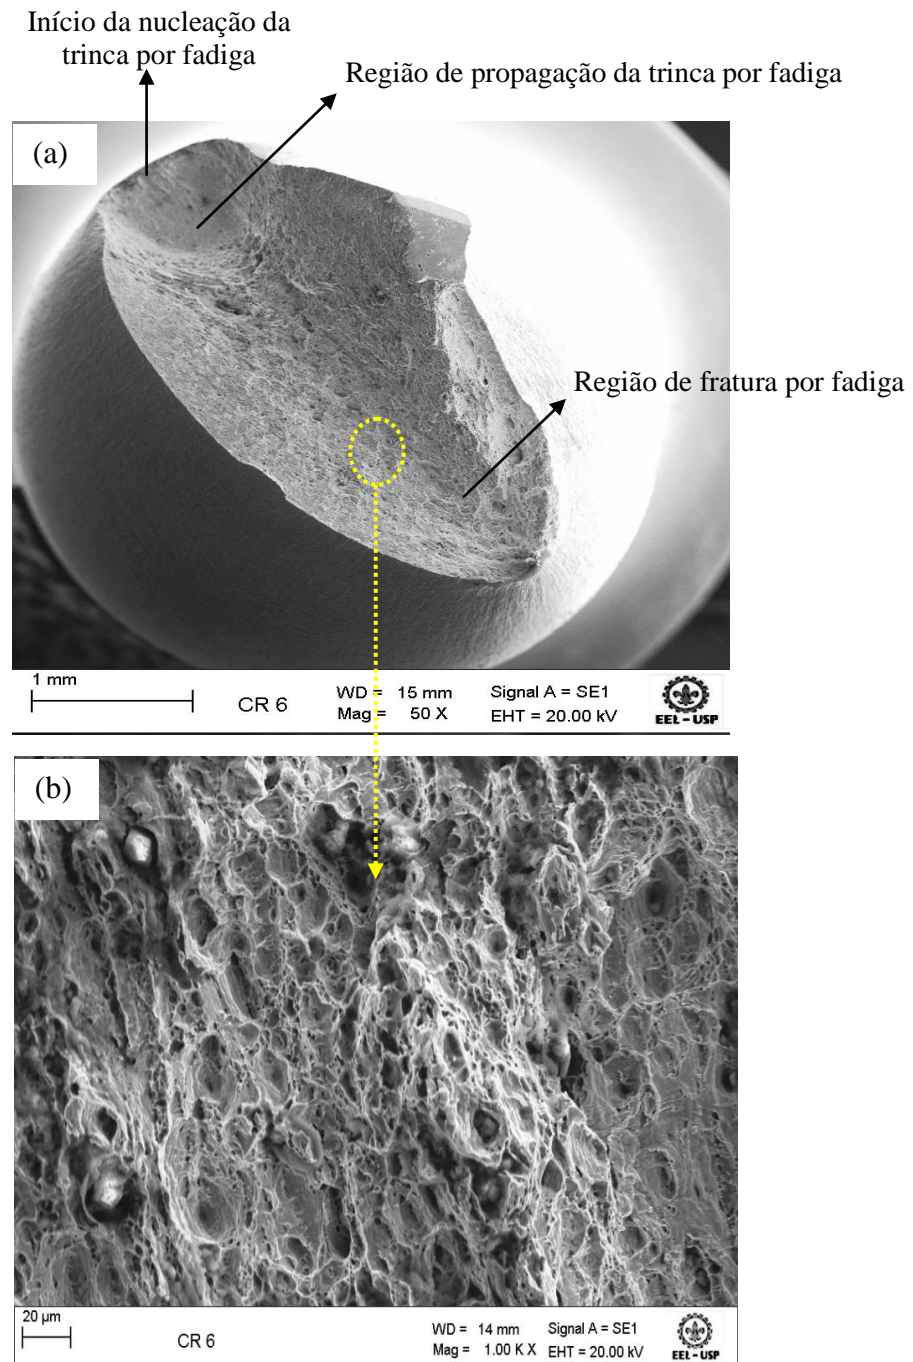 Início da nucleação da
trinca por fadiga
Região de propagação da trinca por fadiga
(a)
Região de fratura por fadiga
1 mm
CR 6
WD = 15 mm
Mag = 50 X
Signal A = SE1
EHT = 20.00 kV
EEL - USP
(b)
20 µm
CR 6
WD = 14 mm
Mag = 1.00 K X
Signal A = SE1
EHT = 20.00 kV
EEL - USP